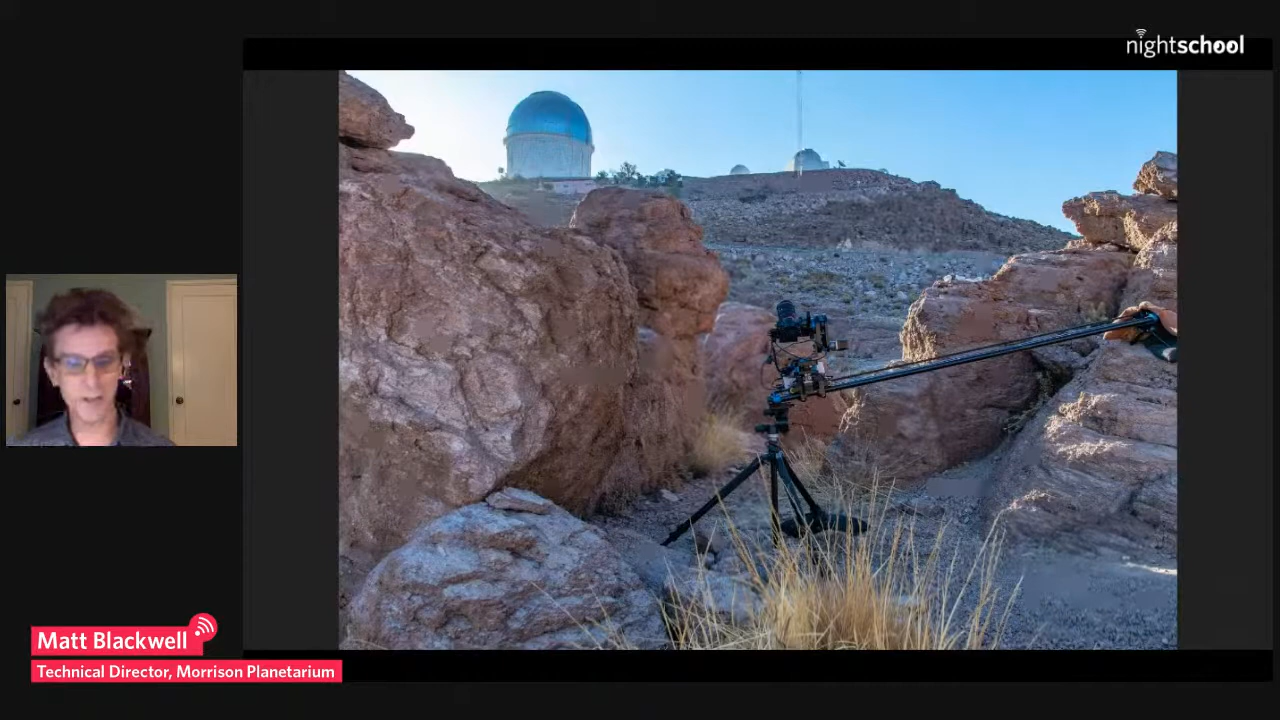 nightschool
Matt Blackwell
Technical Director, Morrison Planetarium